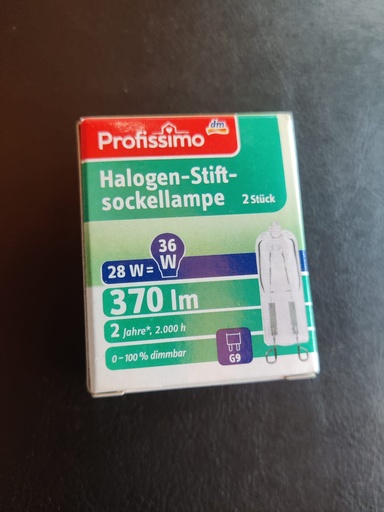 dm
Profissimo
Halogen-Stift-
sockellampe
2 Stück
36
W
28 W =
370 lm
2 Jahre*, 2.000 h
0-100% dimmbar
G9